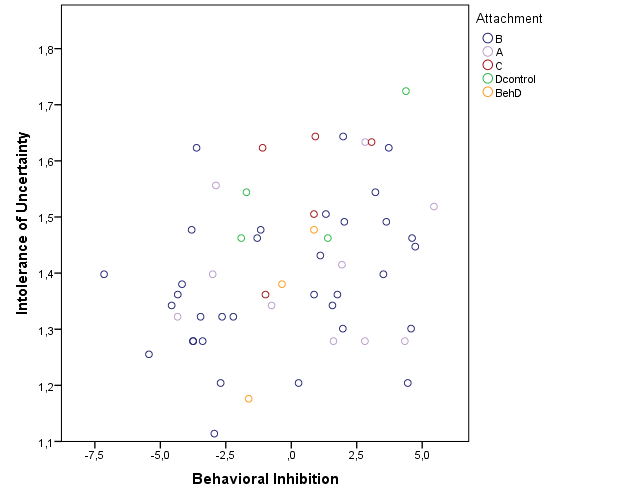 Attachment
B
A
C
Dcontrol
BehD
Intolerance of Uncertainty
1,8
1,7
1,6
1,5
1,4
1,3
1,2
1,1
-7,5 -5,0 -2,5 ,0 2,5 5,0
Behavioral Inhibition